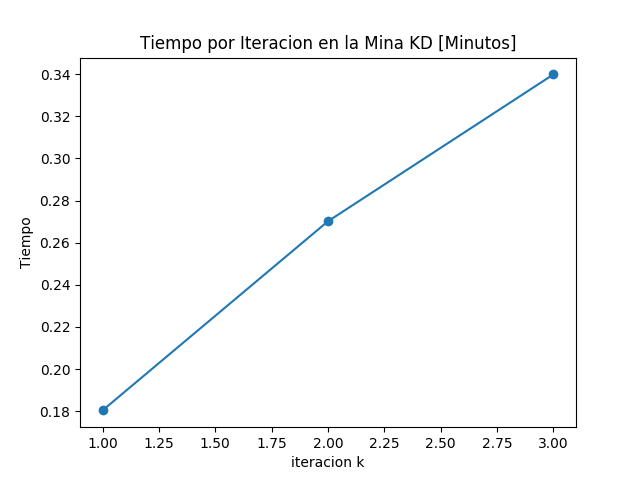 Tiempo por Iteracion en la Mina KD [Minutos]
0.34
0.32
0.30
0.28
0.26
0.24
0.22
0.20
0.18
Tiempo
1.00 1.25 1.50 1.75 2.00 2.25 2.50 2.75 3.00
iteracion k